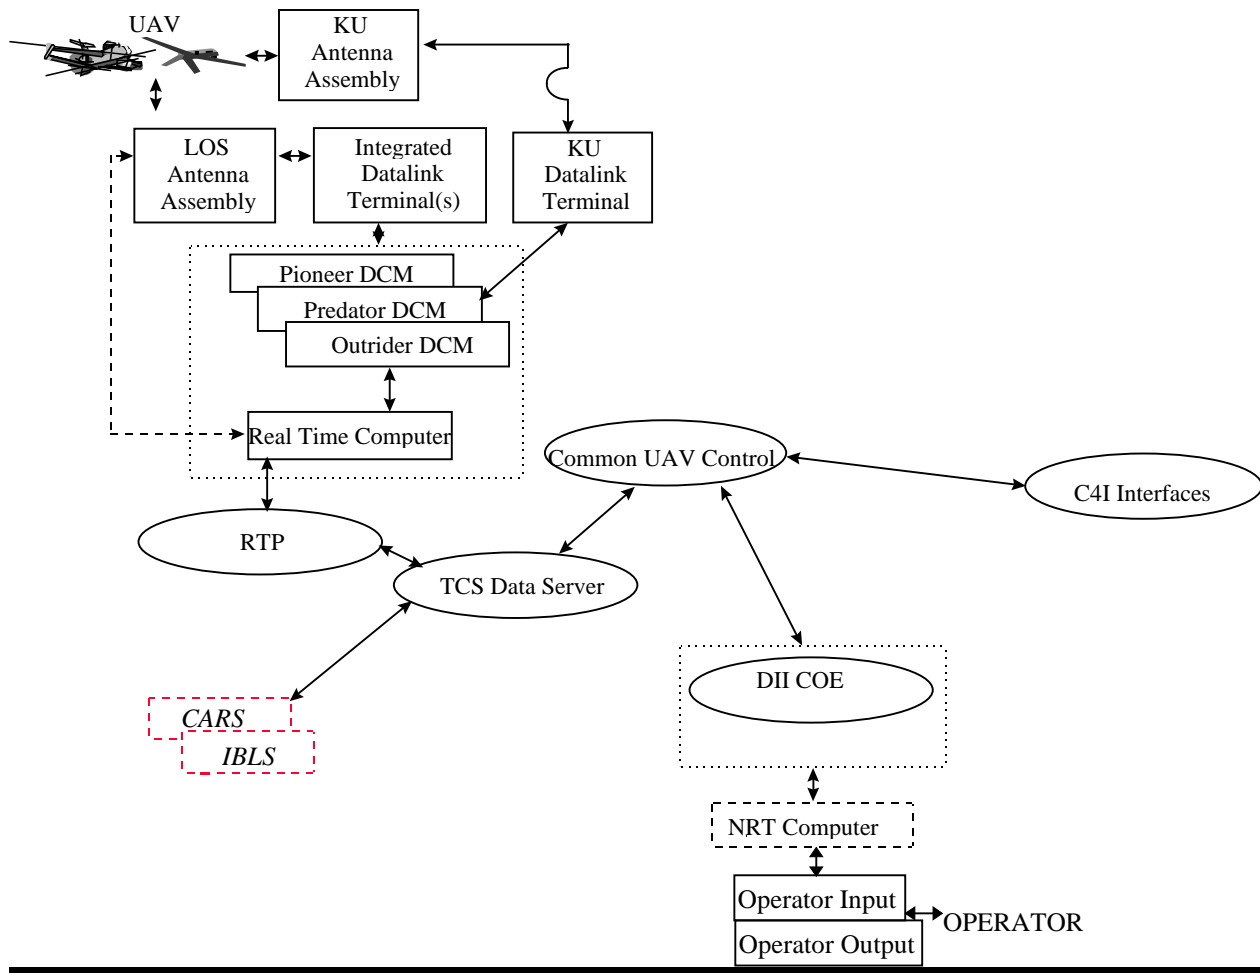 UAV
KU
Antenna
Assembly
LOS
Antenna
Assembly
Integrated
Datalink
Terminal(s)
KU
Datalink
Terminal
Pioneer DCM
Predator DCM
Outrider DCM
Real Time Computer
Common UAV Control
C4I Interfaces
RTP
TCS Data Server
DII COE
CARS
IBLS
NRT Computer
Operator Input
OPERATOR
Operator Output